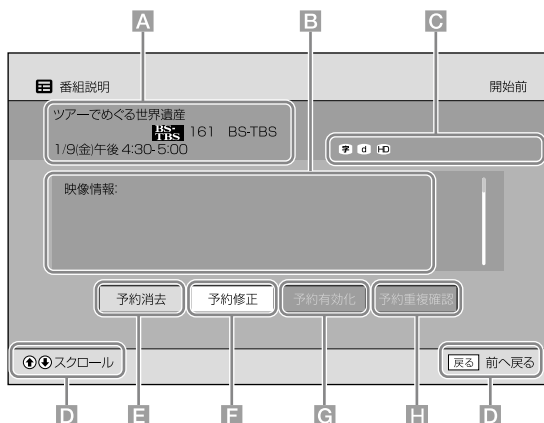 A B C
番組説明 開始前
ツアーでめぐる世界遺産
BS-TBS 161 BS-TBS
1/9(金)午後 4:30-5:00 字 d HD
映像情報:
予約消去 予約修正 予約有効化 予約重複確認
スクロール 戻る 前へ戻る
D E F G H D